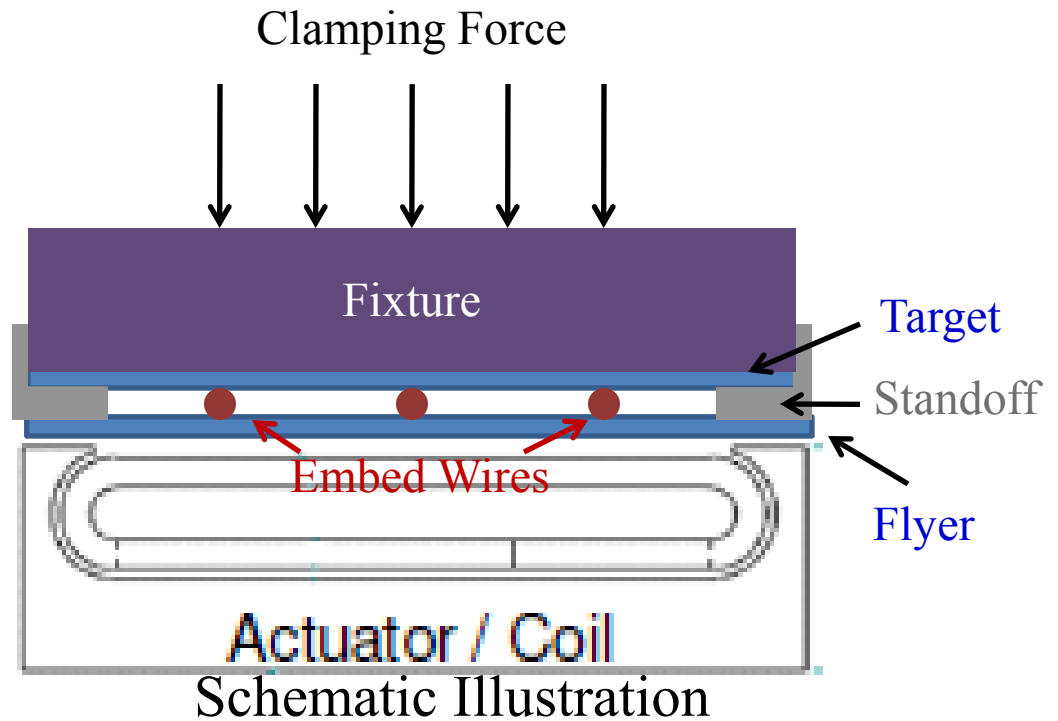 Clamping Force
Fixture
Target
Standoff
Embed Wires
Flyer
Actuator / Coil
Schematic Illustration